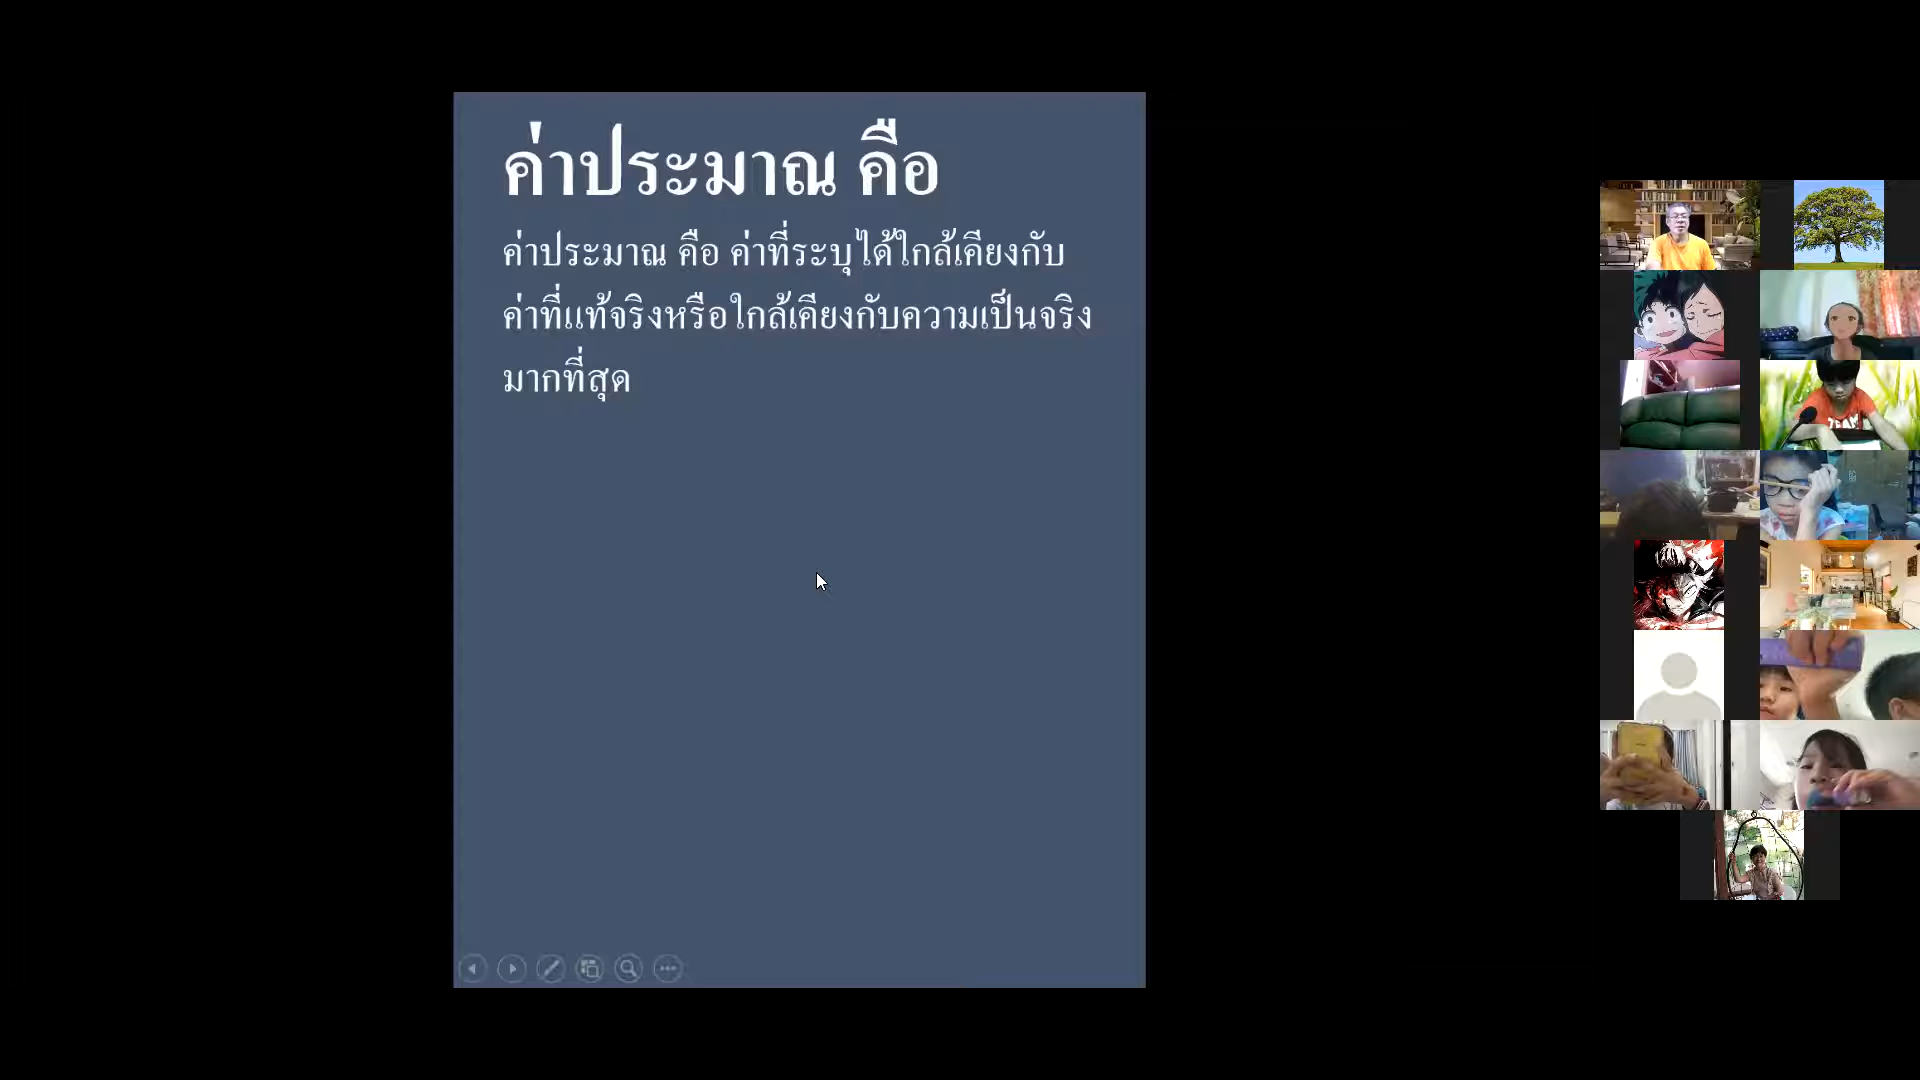 ค่าประมาณ คือ
ค่าประมาณ คือ ค่าที่ระบุได้ใกล้เคียงกับ
ค่าที่แท้จริงหรือใกล้เคียงกับความเป็นจริง
มากที่สุด
TEAM